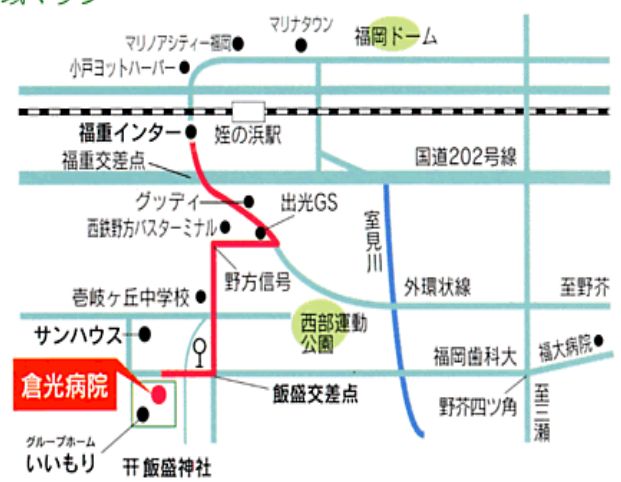 マリナタウン
マリノアシティー福岡
福岡ドーム
小戸ヨットハーバー
福重インター
姪の浜駅
福重交差点
国道202号線
グッディ
出光GS
西鉄野方バスターミナル
室見川
野方信号
外環状線
至野芥
壱岐ヶ丘中学校
西部運動
公園
サンハウス
福岡歯科大
福大病院
倉光病院
飯盛交差点
野芥四ツ角
至三瀬
グループホーム
いいもり
飯盛神社